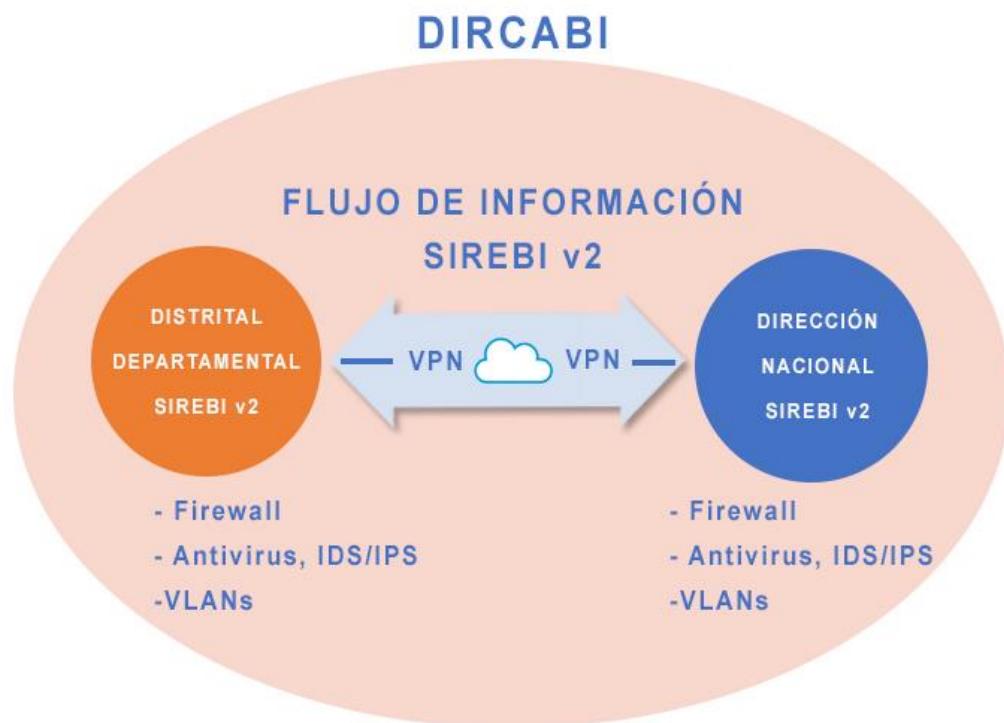 DIRCABI
FLUJO DE INFORMACIÓN
SIREBI v2
DISTRITAL
DEPARTAMENTAL
SIREBI v2
VPN
VPN
DIRECCIÓN
NACIONAL
SIREBI v2
- Firewall
- Antivirus, IDS/IPS
-VLANs
- Firewall
- Antivirus, IDS/IPS
-VLANs